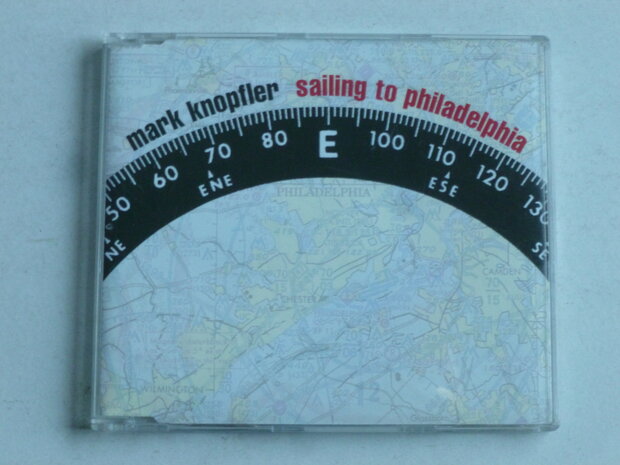 mark knopfler sailing to philadelphia
50 60 70 80 E 100 110 120 130
NE ENE ESE SE
PHILADELPHIA
CAMDEN
CHESTER
WILMINGTON
12